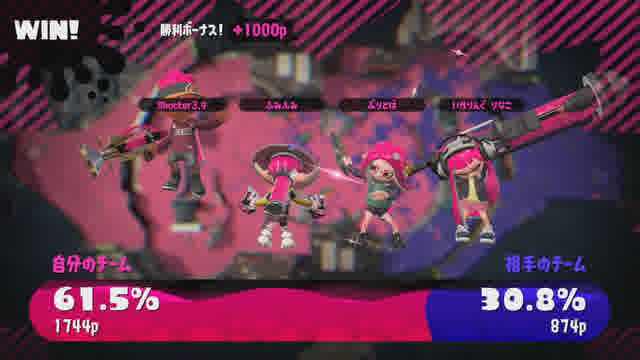 WIN!
勝利ボーナス! +1000p
Shooter3.9
ふみふみ
自分のチーム
相手のチーム
61.5%
30.8%
1744p
874p